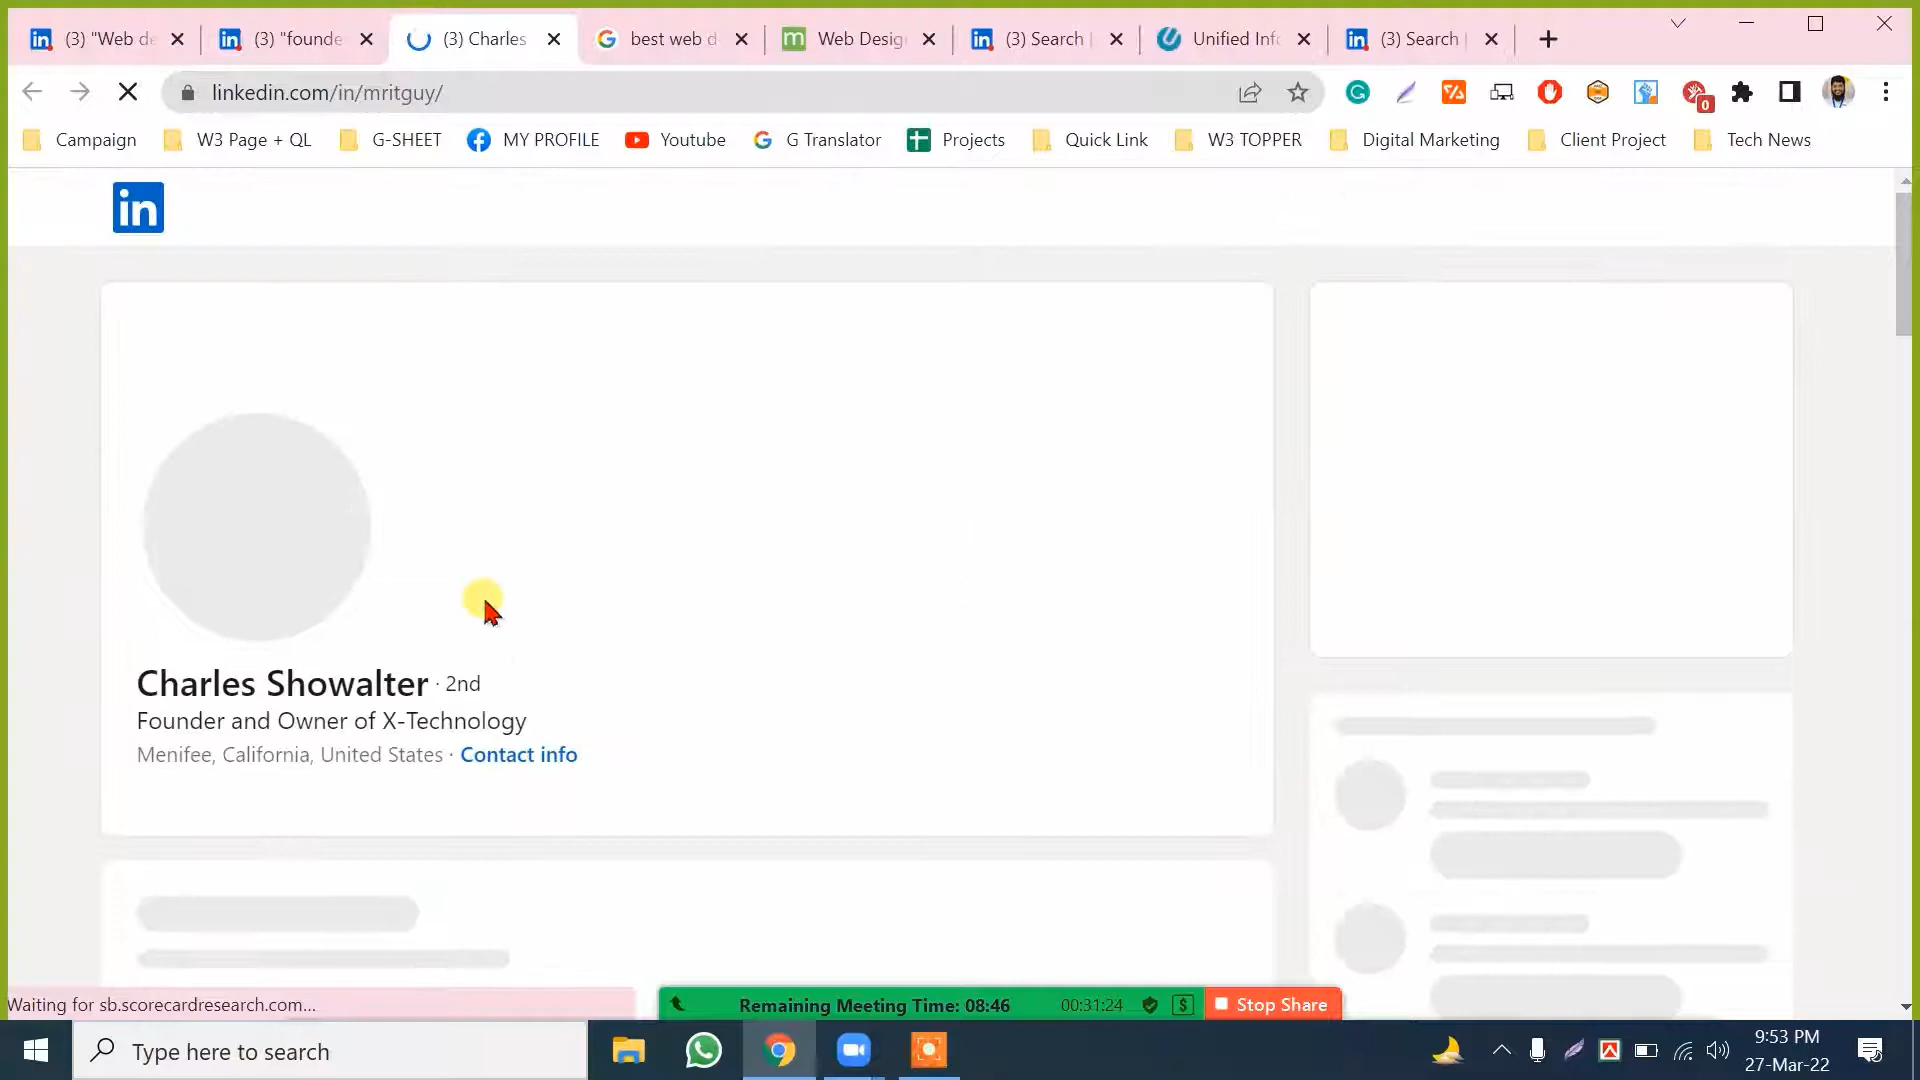 (3) "Web de
(3) "founde
(3) Charles
best web d
Web Desig
(3) Search
Unified Info
(3) Search
linkedin.com/in/mritguy/
0
Campaign
W3 Page + QL
G-SHEET
MY PROFILE
Youtube
G Translator
Projects
Quick Link
W3 TOPPER
Digital Marketing
Client Project
Tech News
in
Charles Showalter · 2nd
Founder and Owner of X-Technology
Menifee, California, United States · Contact info
Waiting for sb.scorecardresearch.com...
Remaining Meeting Time: 08:46
00:31:24
Stop Share
Type here to search
9:53 PM
27-Mar-22